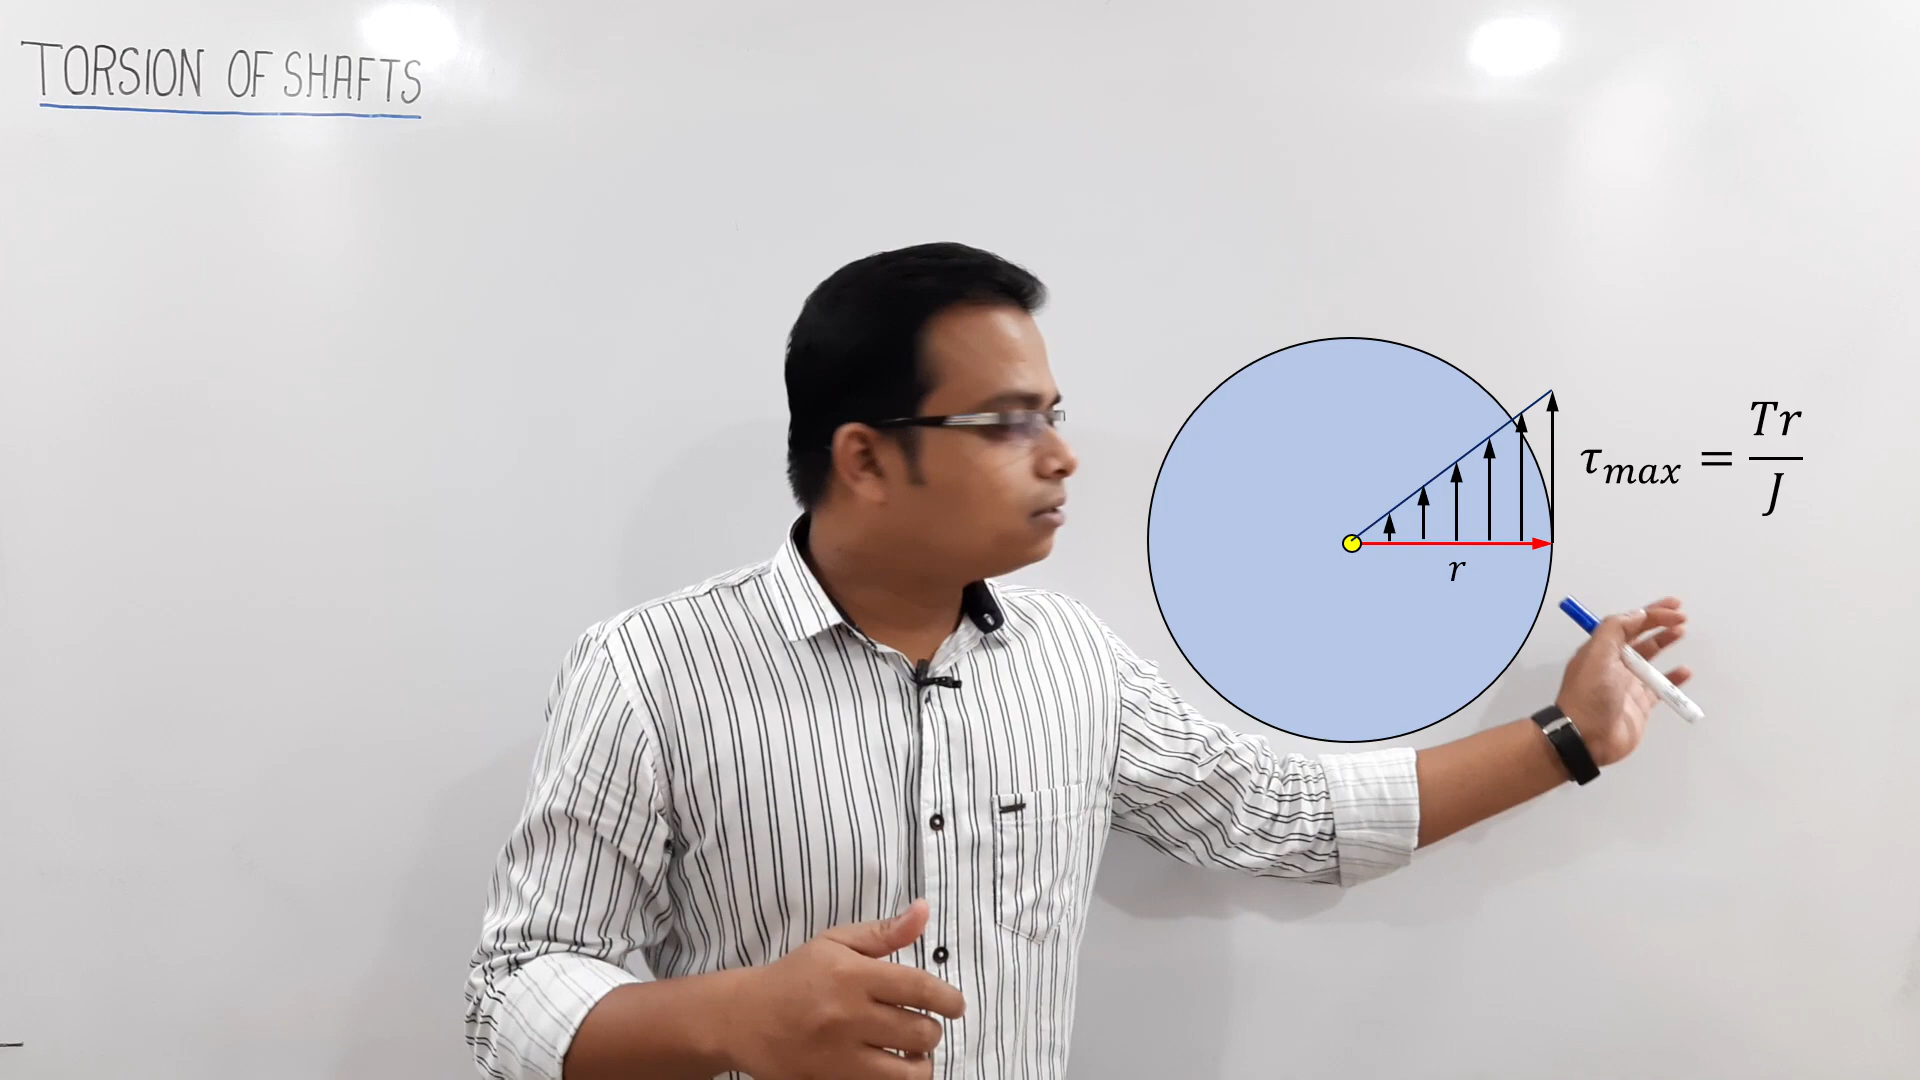 TORSION OF SHAFTS
τmax = Tr/J
r